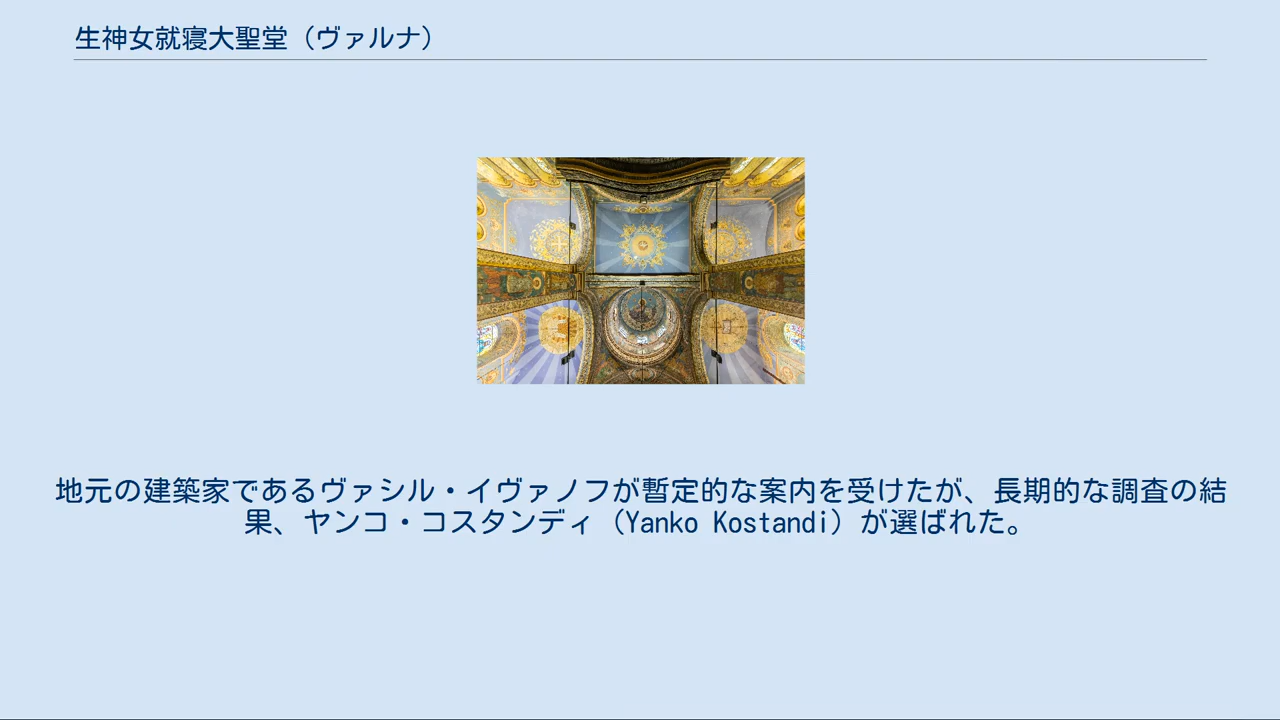 生神女就寝大聖堂（ヴァルナ）
地元の建築家であるヴァシル・イヴァノフが暫定的な案内を受けたが、長期的な調査の結
果、ヤンコ・コスタンディ（Yanko Kostandi）が選ばれた。